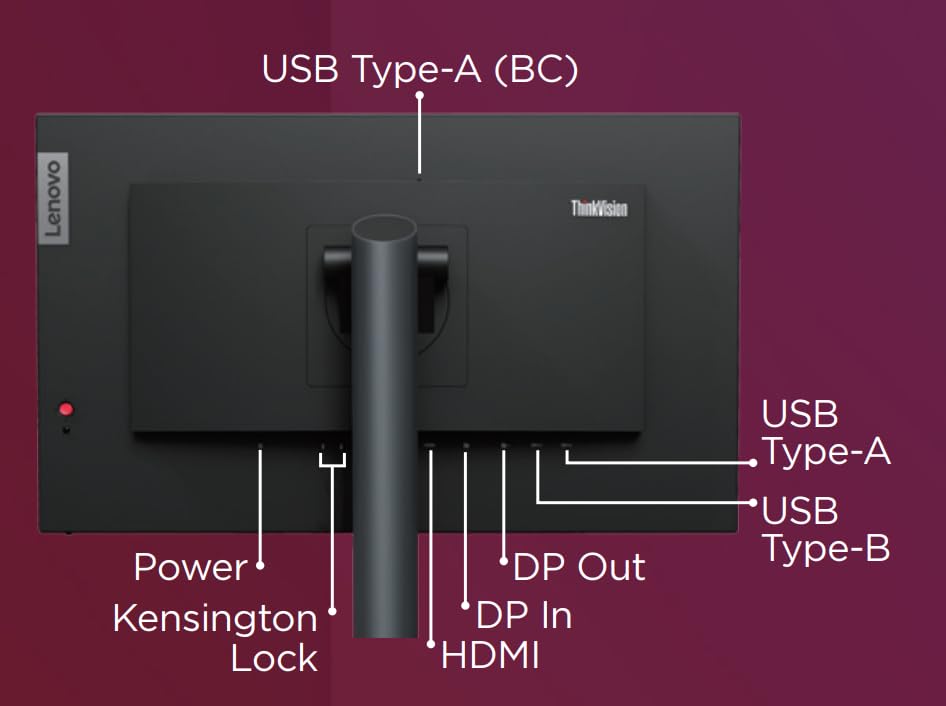 USB Type-A (BC)
Lenovo
ThinkVision
USB
Type-A
USB
Type-B
Power
DP Out
Kensington
Lock
DP In
HDMI